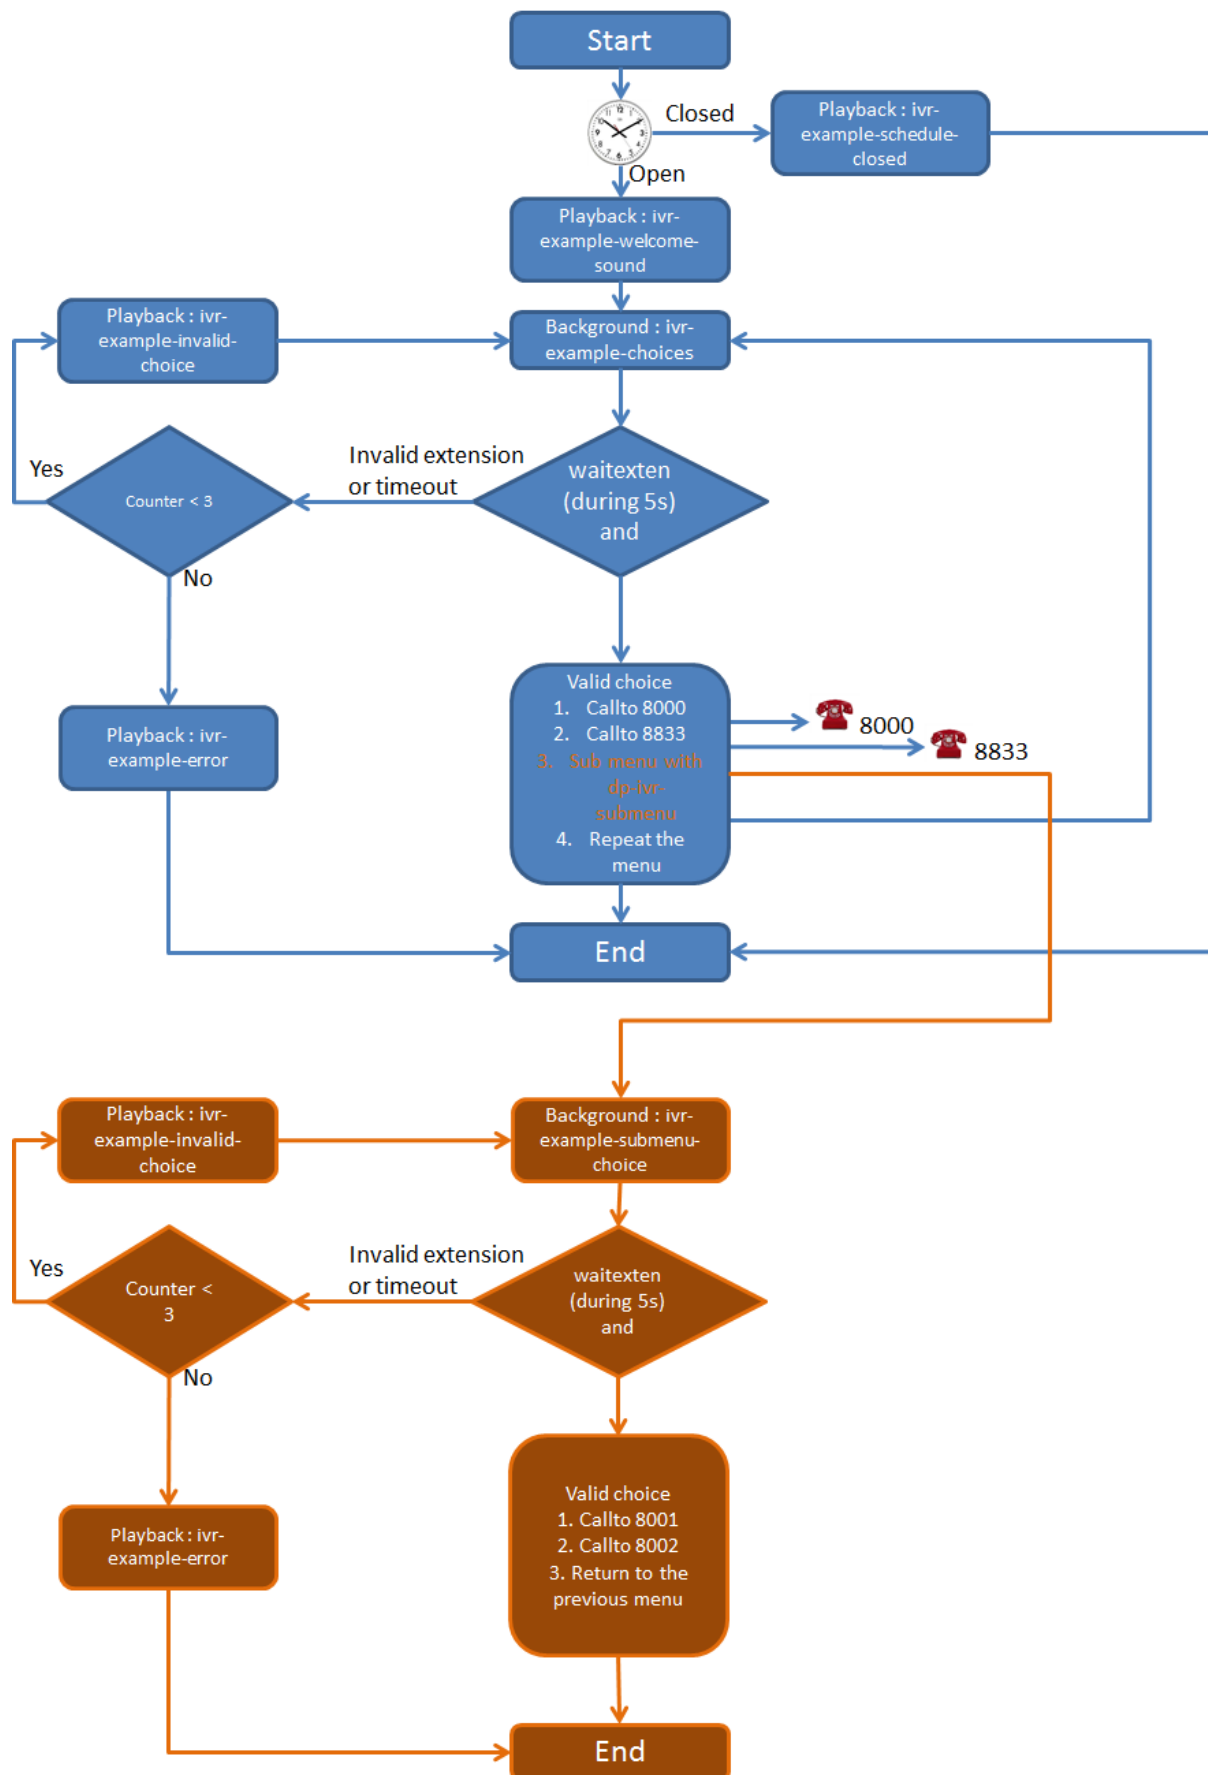 Start
Closed
Playback : ivr-
example-schedule-
closed
Open
Playback : ivr-
example-welcome-
sound
Playback : ivr-
example-invalid-
choice
Background : ivr-
example-choices
Yes
Counter < 3
Invalid extension
or timeout
waitexten
(during 5s)
and
No
Valid choice
1. Callto 8000
2. Callto 8833
3. Sub menu with
dp-ivr-
submenu
4. Repeat the
menu
8000
8833
Playback : ivr-
example-error
End
Playback : ivr-
example-invalid-
choice
Background : ivr-
example-submenu-
choice
Yes
Counter <
3
Invalid extension
or timeout
waitexten
(during 5s)
and
No
Valid choice
1. Callto 8001
2. Callto 8002
3. Return to the
previous menu
Playback : ivr-
example-error
End